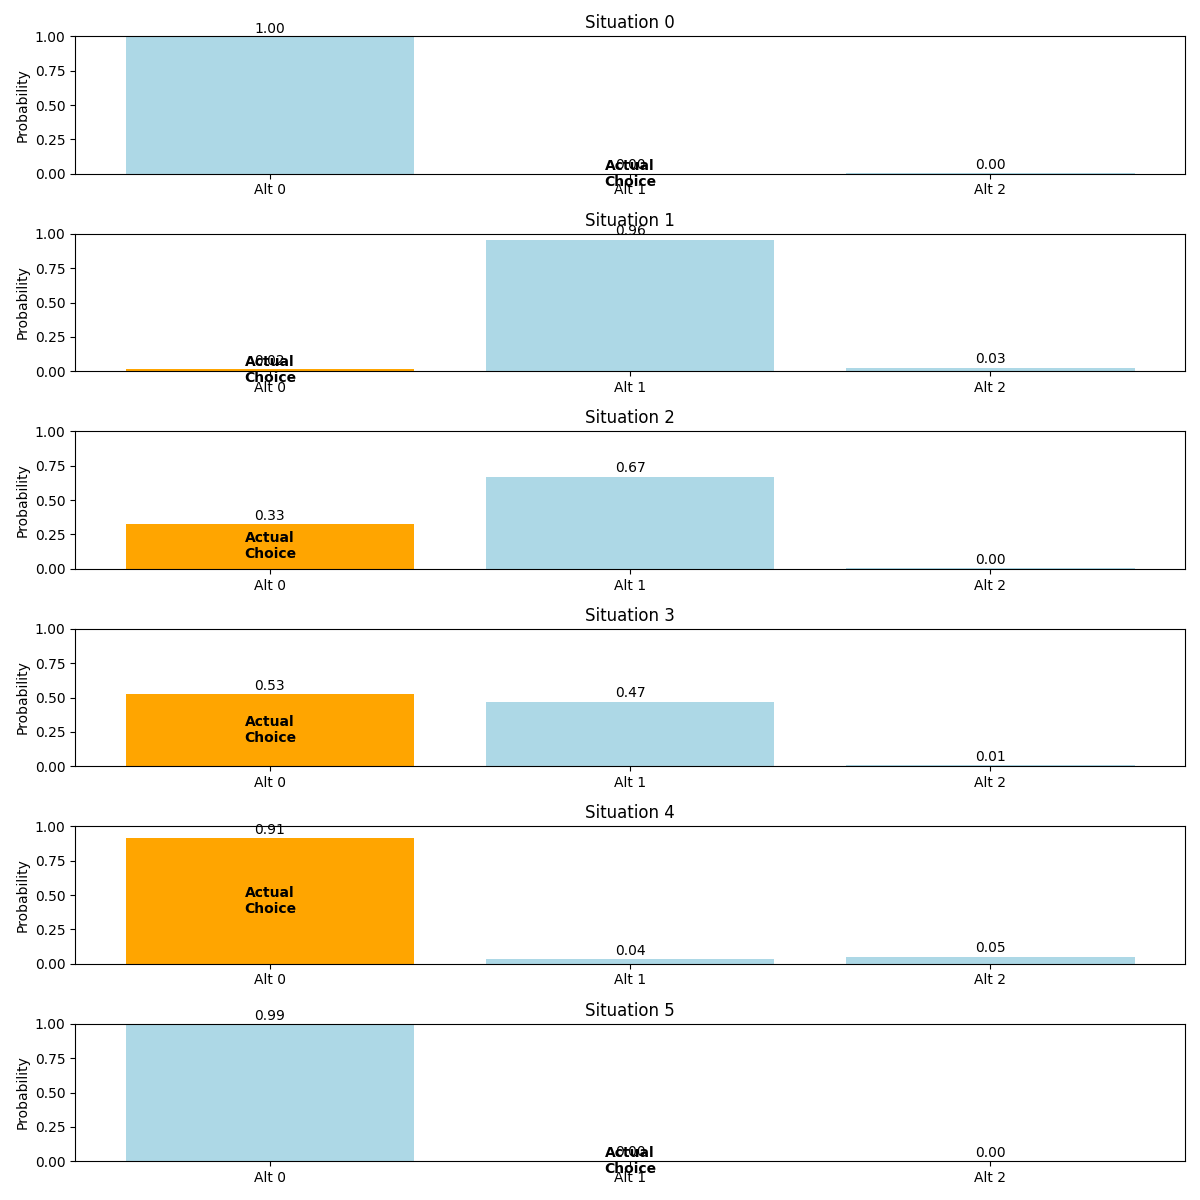 Situation 0
1.00
1.00
0.75
0.50
0.25
0.00
Probability
0.00
Actual
Choice
0.00
Alt 0
Alt 1
Alt 2
Situation 1
0.96
1.00
0.75
0.50
0.25
0.00
Probability
0.02
Actual
Choice
0.03
Alt 0
Alt 1
Alt 2
Situation 2
1.00
0.75
0.50
0.25
0.00
Probability
0.67
0.33
Actual
Choice
0.00
Alt 0
Alt 1
Alt 2
Situation 3
1.00
0.75
0.50
0.25
0.00
Probability
0.53
0.47
Actual
Choice
0.01
Alt 0
Alt 1
Alt 2
Situation 4
0.91
1.00
0.75
0.50
0.25
0.00
Probability
Actual
Choice
0.04
0.05
Alt 0
Alt 1
Alt 2
Situation 5
0.99
1.00
0.75
0.50
0.25
0.00
Probability
0.00
Actual
Choice
0.00
Alt 0
Alt 1
Alt 2